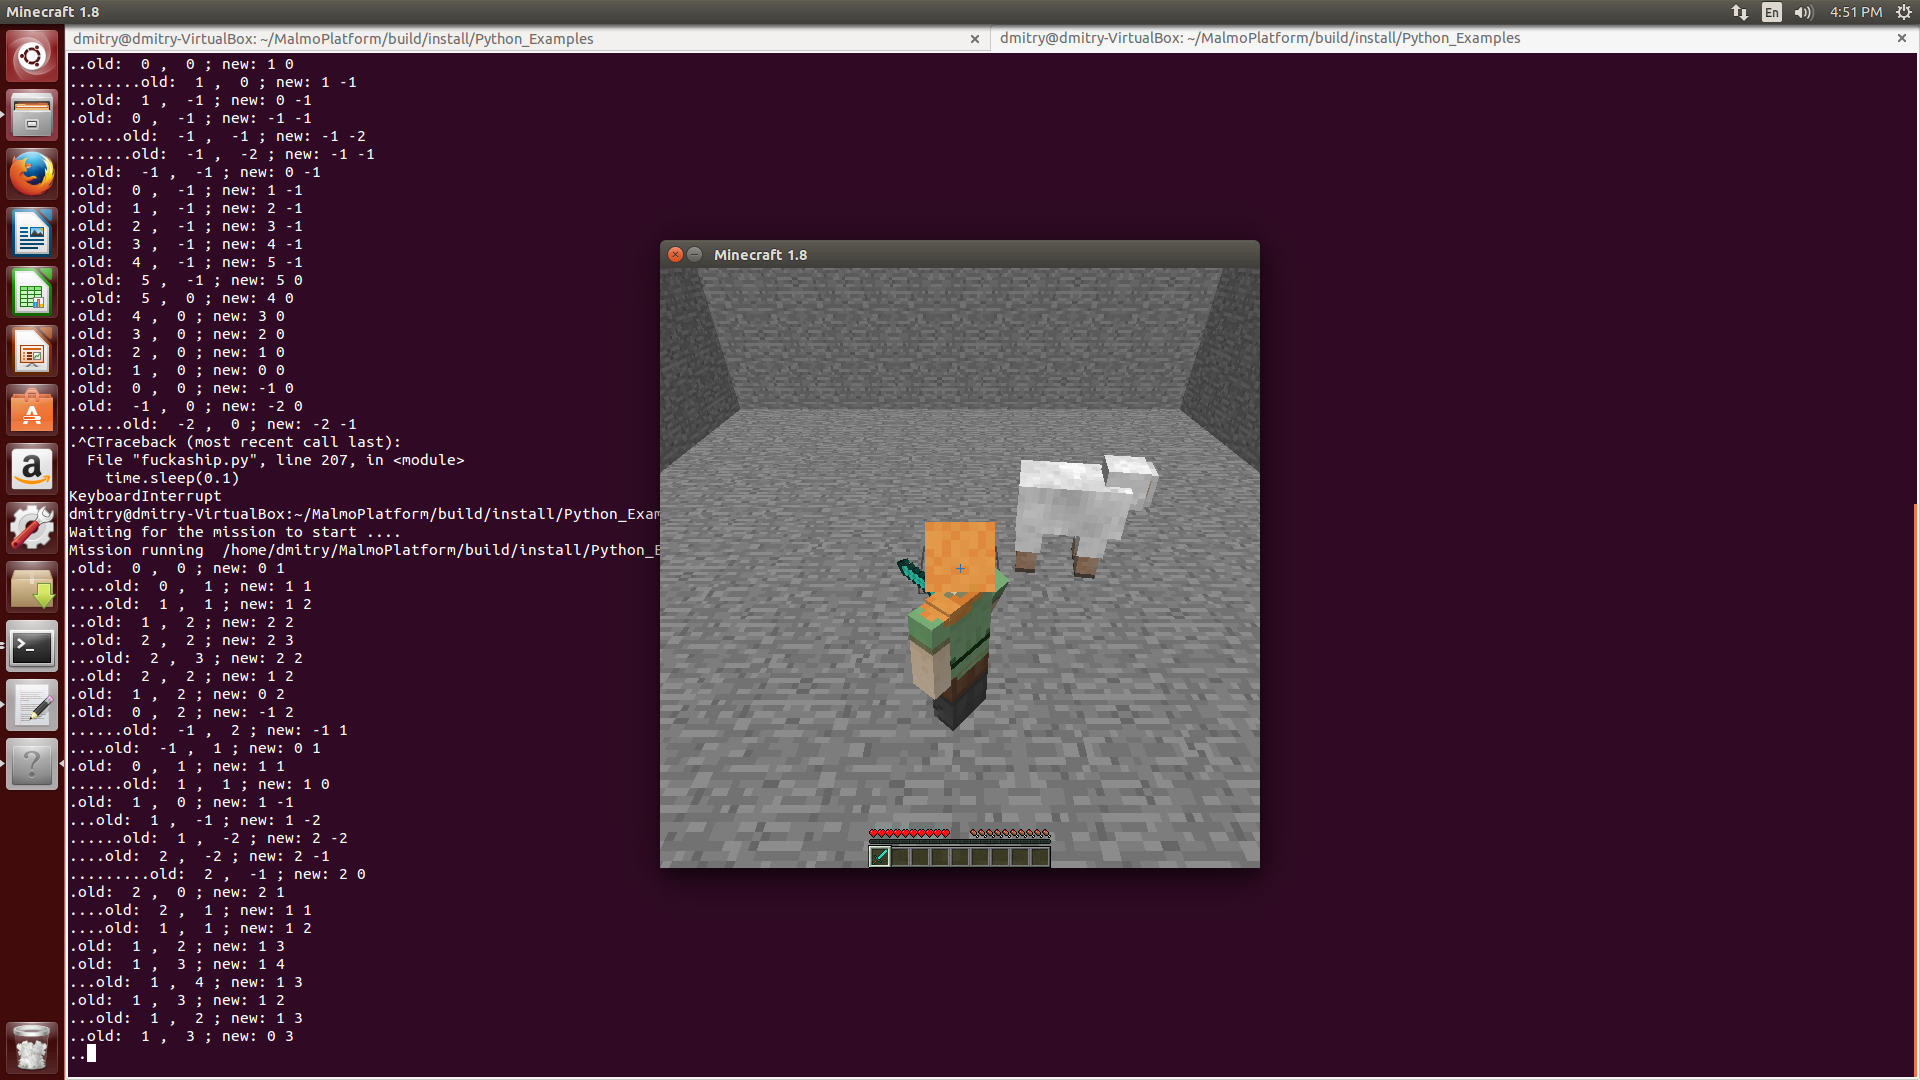 Minecraft 1.8
En
4:51 PM
dmitry@dmitry-VirtualBox: ~/MalmoPlatform/build/install/Python_Examples
dmitry@dmitry-VirtualBox: ~/MalmoPlatform/build/install/Python_Examples
..old:  0 ,  0 ; new: 1 0
........old:  1 ,  0 ; new: 1 -1
..old:  1 ,  -1 ; new: 0 -1
.old:  0 ,  -1 ; new: -1 -1
......old:  -1 ,  -1 ; new: -1 -2
.......old:  -1 ,  -2 ; new: -1 -1
..old:  -1 ,  -1 ; new: 0 -1
.old:  0 ,  -1 ; new: 1 -1
.old:  1 ,  -1 ; new: 2 -1
.old:  2 ,  -1 ; new: 3 -1
.old:  3 ,  -1 ; new: 4 -1
.old:  4 ,  -1 ; new: 5 -1
..old:  5 ,  -1 ; new: 5 0
..old:  5 ,  0 ; new: 4 0
.old:  4 ,  0 ; new: 3 0
.old:  3 ,  0 ; new: 2 0
.old:  2 ,  0 ; new: 1 0
.old:  1 ,  0 ; new: 0 0
.old:  0 ,  0 ; new: -1 0
.old:  -1 ,  0 ; new: -2 0
......old:  -2 ,  0 ; new: -2 -1
.^CTraceback (most recent call last):
  File "fuckaship.py", line 207, in <module>
    time.sleep(0.1)
KeyboardInterrupt
dmitry@dmitry-VirtualBox:~/MalmoPlatform/build/install/Python_Exam
Waiting for the mission to start ....
Mission running  /home/dmitry/MalmoPlatform/build/install/Python_E
.old:  0 ,  0 ; new: 0 1
....old:  0 ,  1 ; new: 1 1
....old:  1 ,  1 ; new: 1 2
..old:  1 ,  2 ; new: 2 2
..old:  2 ,  2 ; new: 2 3
...old:  2 ,  3 ; new: 2 2
..old:  2 ,  2 ; new: 1 2
.old:  1 ,  2 ; new: 0 2
.old:  0 ,  2 ; new: -1 2
......old:  -1 ,  2 ; new: -1 1
....old:  -1 ,  1 ; new: 0 1
.old:  0 ,  1 ; new: 1 1
......old:  1 ,  1 ; new: 1 0
.old:  1 ,  0 ; new: 1 -1
...old:  1 ,  -1 ; new: 1 -2
......old:  1 ,  -2 ; new: 2 -2
....old:  2 ,  -2 ; new: 2 -1
.........old:  2 ,  -1 ; new: 2 0
.old:  2 ,  0 ; new: 2 1
....old:  2 ,  1 ; new: 1 1
....old:  1 ,  1 ; new: 1 2
.old:  1 ,  2 ; new: 1 3
.old:  1 ,  3 ; new: 1 4
...old:  1 ,  4 ; new: 1 3
.old:  1 ,  3 ; new: 1 2
...old:  1 ,  2 ; new: 1 3
..old:  1 ,  3 ; new: 0 3
..
Minecraft 1.8